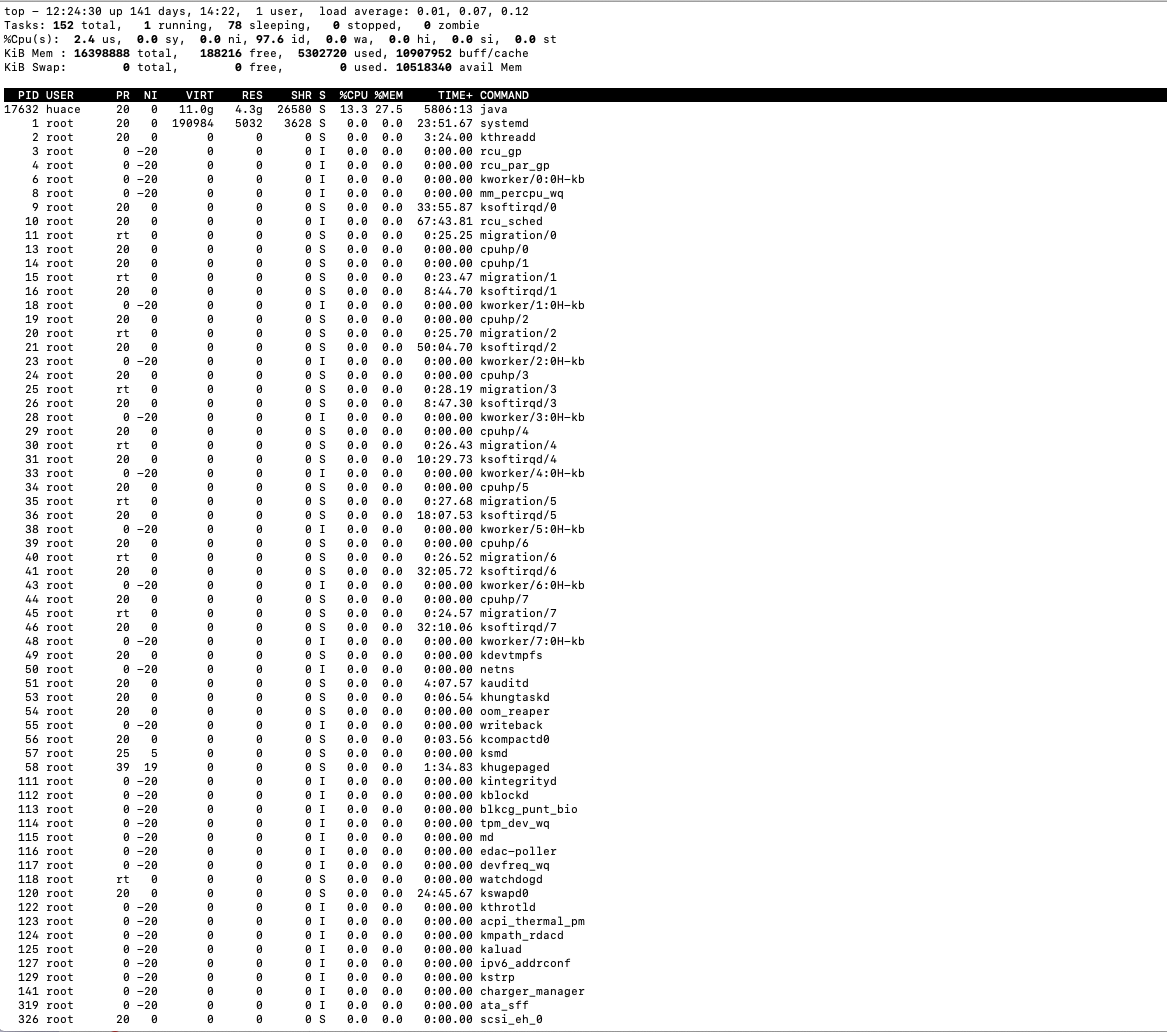 top - 12:24:30 up 141 days, 14:22,  1 user,  load average: 0.01, 0.07, 0.12
Tasks: 152 total,   1 running,  78 sleeping,   0 stopped,   0 zombie
%Cpu(s):  2.4 us,  0.0 sy,  0.0 ni, 97.6 id,  0.0 wa,  0.0 hi,  0.0 si,  0.0 st
KiB Mem : 16398888 total,   188216 free,  5302720 used, 10907952 buff/cache
KiB Swap:        0 total,        0 free,        0 used. 10518340 avail Mem
  PID USER      PR  NI    VIRT    RES    SHR S  %CPU %MEM     TIME+ COMMAND
17632 huace     20   0   11.0g   4.3g  26580 S  13.3 27.5   5806:13 java
    1 root      20   0  190984   5032   3628 S   0.0  0.0  23:51.67 systemd
    2 root      20   0       0      0      0 S   0.0  0.0   3:24.00 kthreadd
    3 root       0 -20       0      0      0 I   0.0  0.0   0:00.00 rcu_gp
    4 root       0 -20       0      0      0 I   0.0  0.0   0:00.00 rcu_par_gp
    6 root       0 -20       0      0      0 I   0.0  0.0   0:00.00 kworker/0:0H-kb
    8 root       0 -20       0      0      0 I   0.0  0.0   0:00.00 mm_percpu_wq
    9 root      20   0       0      0      0 S   0.0  0.0  33:55.87 ksoftirqd/0
   10 root      20   0       0      0      0 I   0.0  0.0  67:43.81 rcu_sched
   11 root      rt   0       0      0      0 S   0.0  0.0   0:25.25 migration/0
   13 root      20   0       0      0      0 S   0.0  0.0   0:00.00 cpuhp/0
   14 root      20   0       0      0      0 S   0.0  0.0   0:00.00 cpuhp/1
   15 root      rt   0       0      0      0 S   0.0  0.0   0:23.47 migration/1
   16 root      20   0       0      0      0 S   0.0  0.0   8:44.70 ksoftirqd/1
   18 root       0 -20       0      0      0 I   0.0  0.0   0:00.00 kworker/1:0H-kb
   19 root      20   0       0      0      0 S   0.0  0.0   0:00.00 cpuhp/2
   20 root      rt   0       0      0      0 S   0.0  0.0   0:25.70 migration/2
   21 root      20   0       0      0      0 S   0.0  0.0  50:04.70 ksoftirqd/2
   23 root       0 -20       0      0      0 I   0.0  0.0   0:00.00 kworker/2:0H-kb
   24 root      20   0       0      0      0 S   0.0  0.0   0:00.00 cpuhp/3
   25 root      rt   0       0      0      0 S   0.0  0.0   0:28.19 migration/3
   26 root      20   0       0      0      0 S   0.0  0.0   8:47.30 ksoftirqd/3
   28 root       0 -20       0      0      0 I   0.0  0.0   0:00.00 kworker/3:0H-kb
   29 root      20   0       0      0      0 S   0.0  0.0   0:00.00 cpuhp/4
   30 root      rt   0       0      0      0 S   0.0  0.0   0:26.43 migration/4
   31 root      20   0       0      0      0 S   0.0  0.0  10:29.73 ksoftirqd/4
   33 root       0 -20       0      0      0 I   0.0  0.0   0:00.00 kworker/4:0H-kb
   34 root      20   0       0      0      0 S   0.0  0.0   0:00.00 cpuhp/5
   35 root      rt   0       0      0      0 S   0.0  0.0   0:27.68 migration/5
   36 root      20   0       0      0      0 S   0.0  0.0  18:07.53 ksoftirqd/5
   38 root       0 -20       0      0      0 I   0.0  0.0   0:00.00 kworker/5:0H-kb
   39 root      20   0       0      0      0 S   0.0  0.0   0:00.00 cpuhp/6
   40 root      rt   0       0      0      0 S   0.0  0.0   0:26.52 migration/6
   41 root      20   0       0      0      0 S   0.0  0.0  32:05.72 ksoftirqd/6
   43 root       0 -20       0      0      0 I   0.0  0.0   0:00.00 kworker/6:0H-kb
   44 root      20   0       0      0      0 S   0.0  0.0   0:00.00 cpuhp/7
   45 root      rt   0       0      0      0 S   0.0  0.0   0:24.57 migration/7
   46 root      20   0       0      0      0 S   0.0  0.0  32:10.06 ksoftirqd/7
   48 root       0 -20       0      0      0 I   0.0  0.0   0:00.00 kworker/7:0H-kb
   49 root      20   0       0      0      0 S   0.0  0.0   0:00.00 kdevtmpfs
   50 root       0 -20       0      0      0 I   0.0  0.0   0:00.00 netns
   51 root      20   0       0      0      0 S   0.0  0.0   4:07.57 kauditd
   53 root      20   0       0      0      0 S   0.0  0.0   0:06.54 khungtaskd
   54 root      20   0       0      0      0 S   0.0  0.0   0:00.00 oom_reaper
   55 root       0 -20       0      0      0 I   0.0  0.0   0:00.00 writeback
   56 root      20   0       0      0      0 S   0.0  0.0   0:03.56 kcompactd0
   57 root      25   5       0      0      0 S   0.0  0.0   0:00.00 ksmd
   58 root      39  19       0      0      0 S   0.0  0.0   1:34.83 khugepaged
  111 root       0 -20       0      0      0 I   0.0  0.0   0:00.00 kintegrityd
  112 root       0 -20       0      0      0 I   0.0  0.0   0:00.00 kblockd
  113 root       0 -20       0      0      0 I   0.0  0.0   0:00.00 blkcg_punt_bio
  114 root       0 -20       0      0      0 I   0.0  0.0   0:00.00 tpm_dev_wq
  115 root       0 -20       0      0      0 I   0.0  0.0   0:00.00 md
  116 root       0 -20       0      0      0 I   0.0  0.0   0:00.00 edac-poller
  117 root       0 -20       0      0      0 I   0.0  0.0   0:00.00 devfreq_wq
  118 root      rt   0       0      0      0 S   0.0  0.0   0:00.00 watchdogd
  120 root      20   0       0      0      0 S   0.0  0.0  24:45.67 kswapd0
  122 root       0 -20       0      0      0 I   0.0  0.0   0:00.00 kthrotld
  123 root       0 -20       0      0      0 I   0.0  0.0   0:00.00 acpi_thermal_pm
  124 root       0 -20       0      0      0 I   0.0  0.0   0:00.00 kmpath_rdacd
  125 root       0 -20       0      0      0 I   0.0  0.0   0:00.00 kaluad
  127 root       0 -20       0      0      0 I   0.0  0.0   0:00.00 ipv6_addrconf
  129 root       0 -20       0      0      0 I   0.0  0.0   0:00.00 kstrp
  141 root       0 -20       0      0      0 I   0.0  0.0   0:00.00 charger_manager
  319 root       0 -20       0      0      0 I   0.0  0.0   0:00.00 ata_sff
  326 root      20   0       0      0      0 S   0.0  0.0   0:00.00 scsi_eh_0